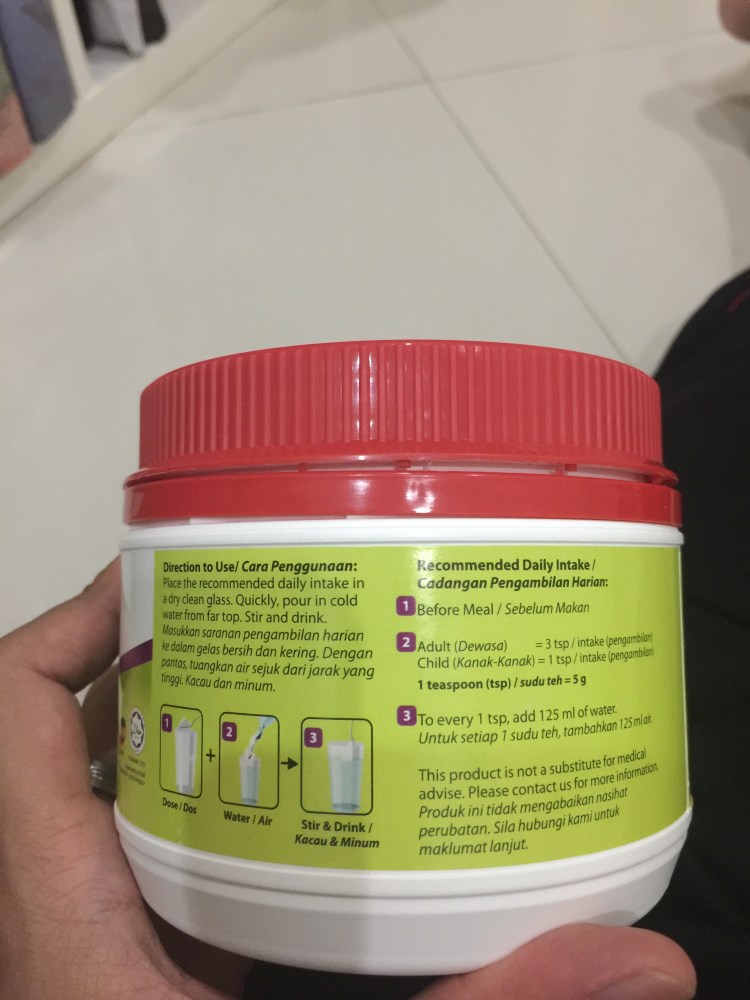 Direction to Use/ Cara Penggunaan:
Place the recommended daily intake in
a dry clean glass. Quickly, pour in cold
water from far top. Stir and drink.
Masukkan saranan pengambilan harian
ke dalam gelas bersih dan kering. Dengan
pantas, tuangkan air sejuk dari jarak yang
tinggi. Kacau dan minum.
1
2
3
+
Dose / Dos
Water / Air
Stir & Drink /
Kacau & Minum
Recommended Daily Intake /
Cadangan Pengambilan Harian:
1 Before Meal / Sebelum Makan
2 Adult (Dewasa) = 3 tsp / intake (pengambilan)
Child (Kanak-Kanak) = 1 tsp / intake (pengambilan)
1 teaspoon (tsp) / sudu teh = 5 g
3 To every 1 tsp, add 125 ml of water.
Untuk setiap 1 sudu teh, tambahkan 125 ml air.
This product is not a substitute for medical
advise. Please contact us for more information.
Produk ini tidak mengabaikan nasihat
perubatan. Sila hubungi kami untuk
maklumat lanjut.